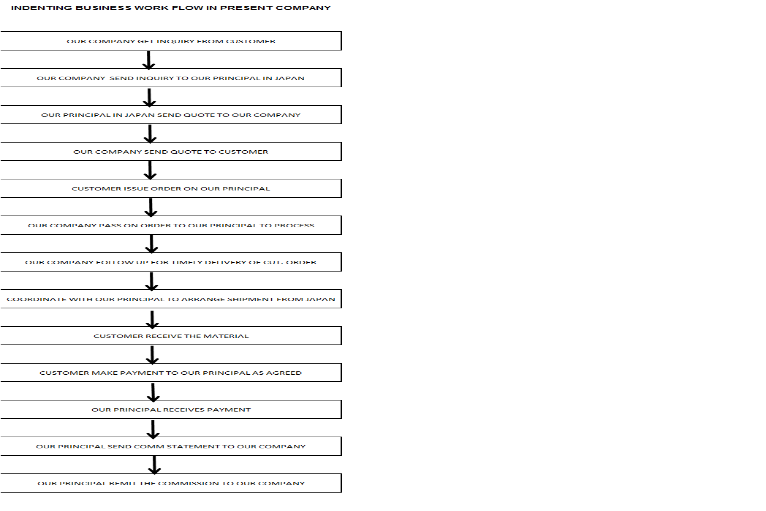 INDENTING BUSINESS WORK FLOW IN PRESENT COMPANY
OUR COMPANY GET INQUIRY FROM CUSTOMER
OUR COMPANY SEND INQUIRY TO OUR PRINCIPAL IN JAPAN
OUR PRINCIPAL IN JAPAN SEND QUOTE TO OUR COMPANY
OUR COMPANY SEND QUOTE TO CUSTOMER
CUSTOMER ISSUE ORDER ON OUR PRINCIPAL
OUR COMPANY PASS ON ORDER TO OUR PRINCIPAL TO PROCESS
OUR COMPANY FOLLOW UP FOR TIMELY DELIVERY OF CUT- ORDER
COORDINATE WITH OUR PRINCIPAL TO ARRANGE SHIPMENT FROM JAPAN
CUSTOMER RECEIVE THE MATERIAL
CUSTOMER MAKE PAYMENT TO OUR PRINCIPAL AS AGREED
OUR PRINCIPAL RECEIVES PAYMENT
OUR PRINCIPAL SEND COMM STATEMENT TO OUR COMPANY
OUR PRINCIPAL REMIT THE COMMISSION TO OUR COMPANY